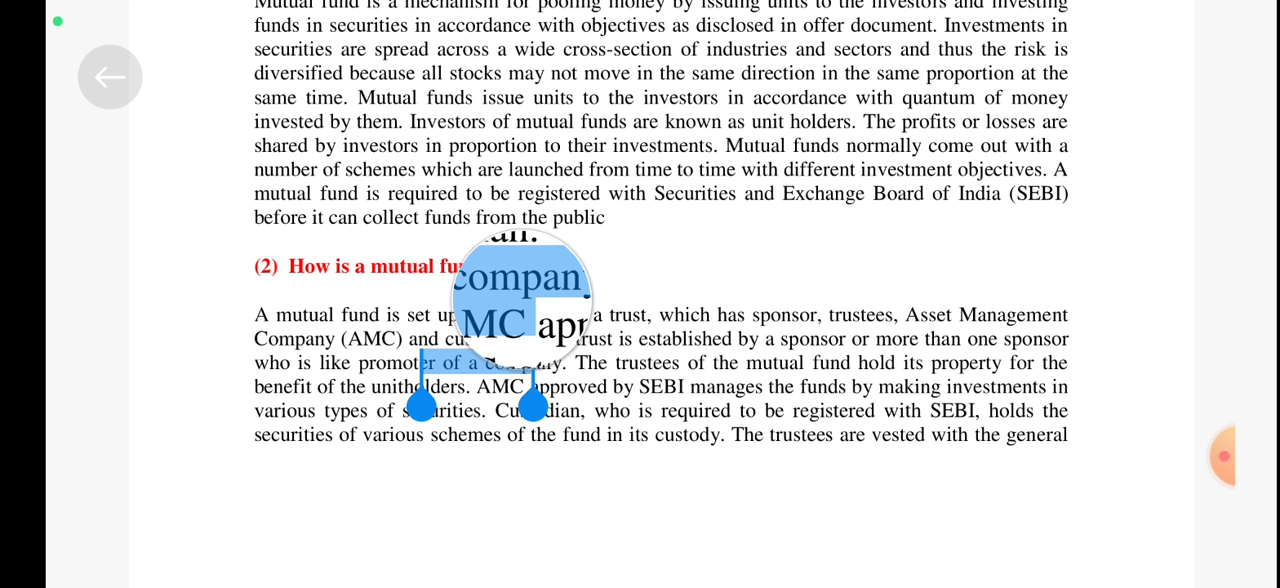 Mutual fund is a mechanism for pooling money by issuing units to the investors and investing
funds in securities in accordance with objectives as disclosed in offer document. Investments in
securities are spread across a wide cross-section of industries and sectors and thus the risk is
diversified because all stocks may not move in the same direction in the same proportion at the
same time. Mutual funds issue units to the investors in accordance with quantum of money
invested by them. Investors of mutual funds are known as unit holders. The profits or losses are
shared by investors in proportion to their investments. Mutual funds normally come out with a
number of schemes which are launched from time to time with different investment objectives. A
mutual fund is required to be registered with Securities and Exchange Board of India (SEBI)
before it can collect funds from the public
(2) How is a mutual
compan
MC
A mutual fund is set up a trust, which has sponsor, trustees, Asset Management
Company (AMC) and trust is established by a sponsor or more than one sponsor
who is like promoter of a The trustees of the mutual fund hold its property for the
benefit of the unitholders. AMC approved by SEBI manages the funds by making investments in
various types of securities. Custodian, who is required to be registered with SEBI, holds the
securities of various schemes of the fund in its custody. The trustees are vested with the general